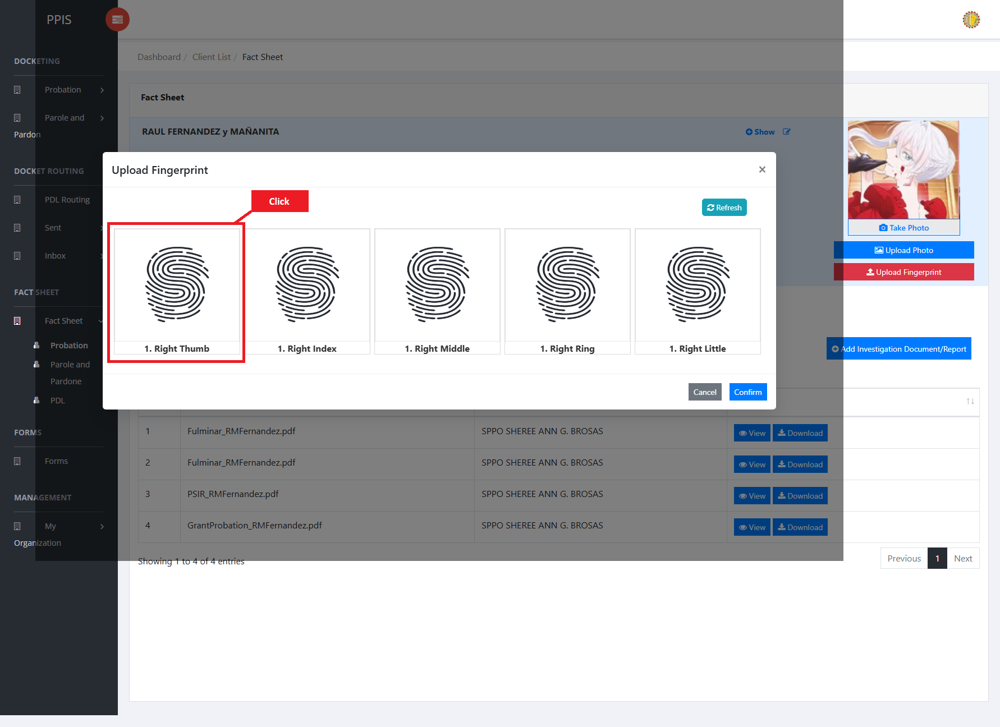 PPIS
DOCKETING
Probation
Parole and
Pardon
DOCKET ROUTING
PDL Routing
Sent
Inbox
FACT SHEET
Fact Sheet
Probation
Parole and
Pardone
PDL
FORMS
Forms
MANAGEMENT
My
Organization
Dashboard / Client List / Fact Sheet
Fact Sheet
RAUL FERNANDEZ y MAÑANITA
Show
Take Photo
Upload Photo
Upload Fingerprint
Upload Fingerprint
×
Click
Refresh
1. Right Thumb
1. Right Index
1. Right Middle
1. Right Ring
1. Right Little
Cancel
Confirm
Add Investigation Document/Report
1 Fulminar_RMFernandez.pdf SPPO SHEREE ANN G. BROSAS View Download
2 Fulminar_RMFernandez.pdf SPPO SHEREE ANN G. BROSAS View Download
3 PSIR_RMFernandez.pdf SPPO SHEREE ANN G. BROSAS View Download
4 GrantProbation_RMFernandez.pdf SPPO SHEREE ANN G. BROSAS View Download
Showing 1 to 4 of 4 entries
Previous 1 Next